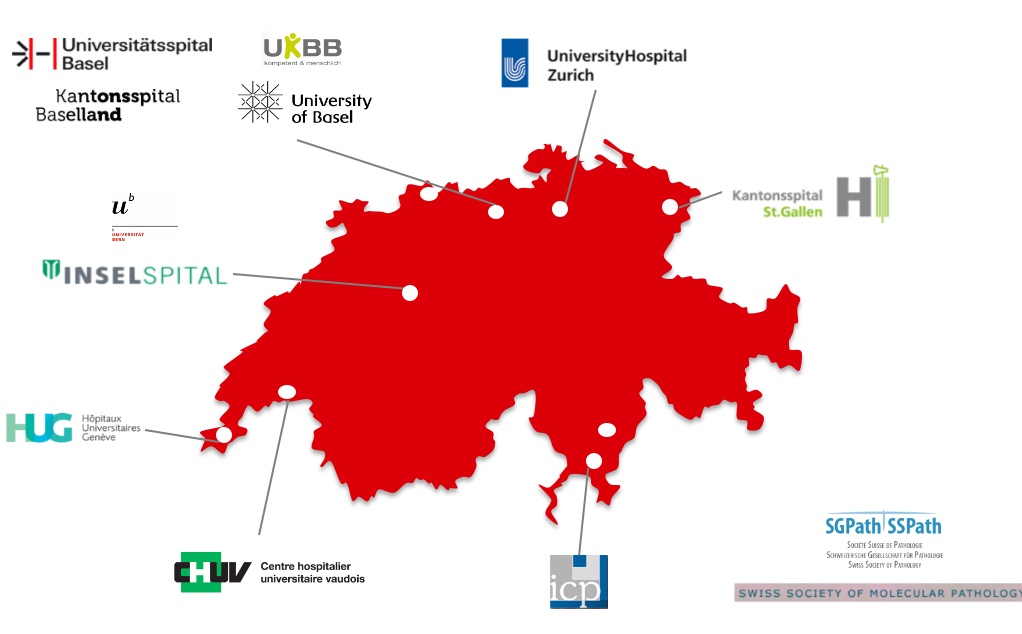 Universitätsspital
Basel
UKBB
kompetent & menschlich
UniversityHospital
Zurich
Kantonsspital
Baselland
University
of Basel
Kantonsspital
St.Gallen
u
b
b
UNIVERSITÄT
BERN
INSELSPITAL
HUG
Hôpitaux
Universitaires
Genève
SGPath SSPath
SOCIÉTÉ SUISSE DE PATHOLOGIE
SCHWEIZERISCHE GESELLSCHAFT FÜR PATHOLOGIE
SWISS SOCIETY OF PATHOLOGY
CHUV
Centre hospitalier
universitaire vaudois
icp
SWISS SOCIETY OF MOLECULAR PATHOLOGY